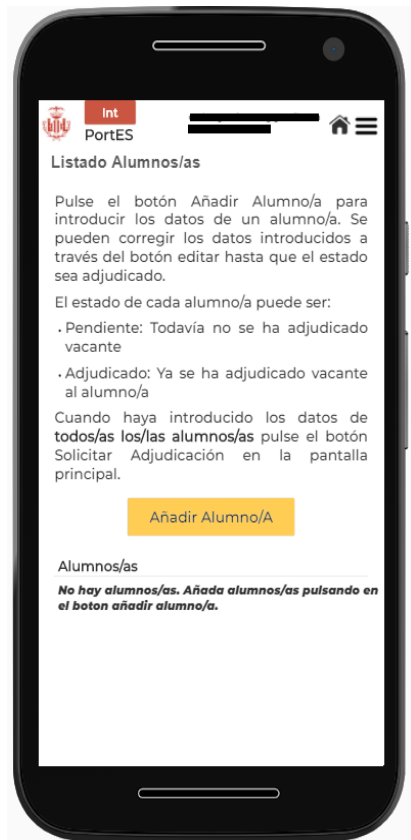 Int
PortES
Listado Alumnos/as
Pulse el botón Añadir Alumno/a para
introducir los datos de un alumno/a. Se
pueden corregir los datos introducidos a
través del botón editar hasta que el estado
sea adjudicado.
El estado de cada alumno/a puede ser:
• Pendiente: Todavía no se ha adjudicado
vacante
• Adjudicado: Ya se ha adjudicado vacante
al alumno/a
Cuando haya introducido los datos de
todos/as los/las alumnos/as pulse el botón
Solicitar Adjudicación en la pantalla
principal.
Añadir Alumno/A
Alumnos/as
No hay alumnos/as. Añada alumnos/as pulsando en
el boton añadir alumno/a.